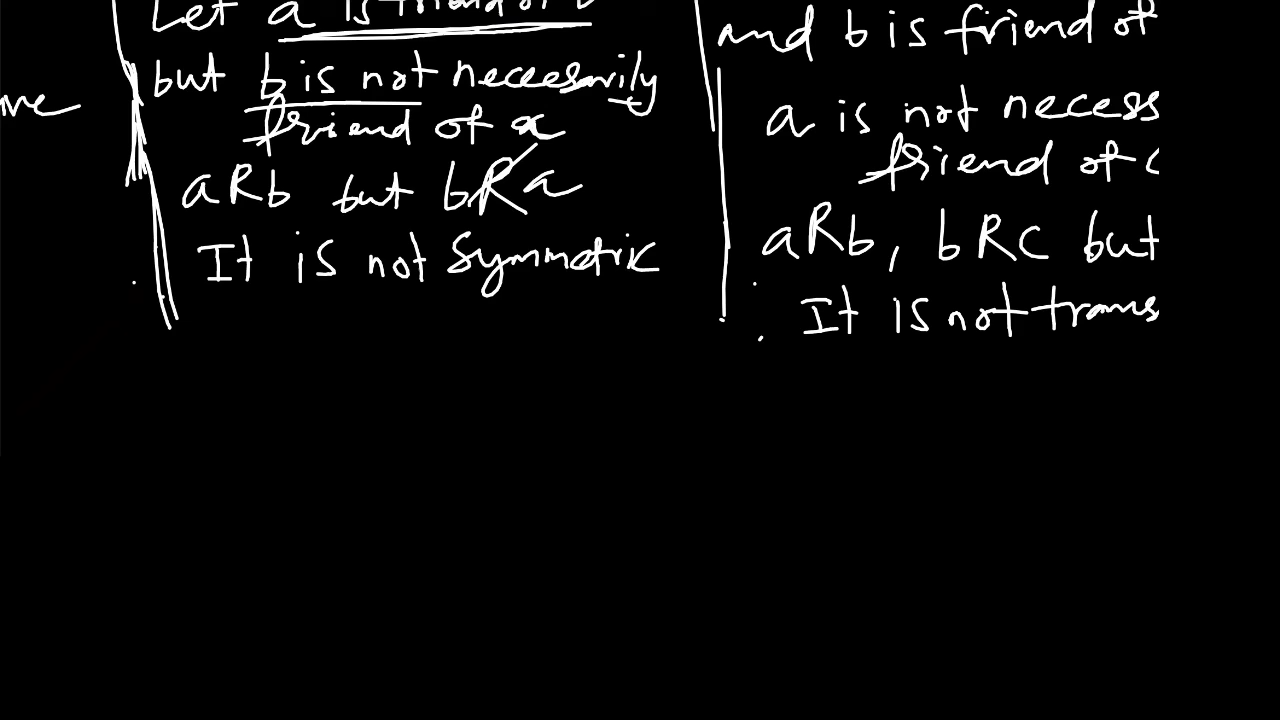 Let a is friend of b
but b is not necessarily
friend of a
aRb but bR̸a
It is not symmetric
and b is friend of
a is not necess
friend of c
aRb, bRc but
It is not trans